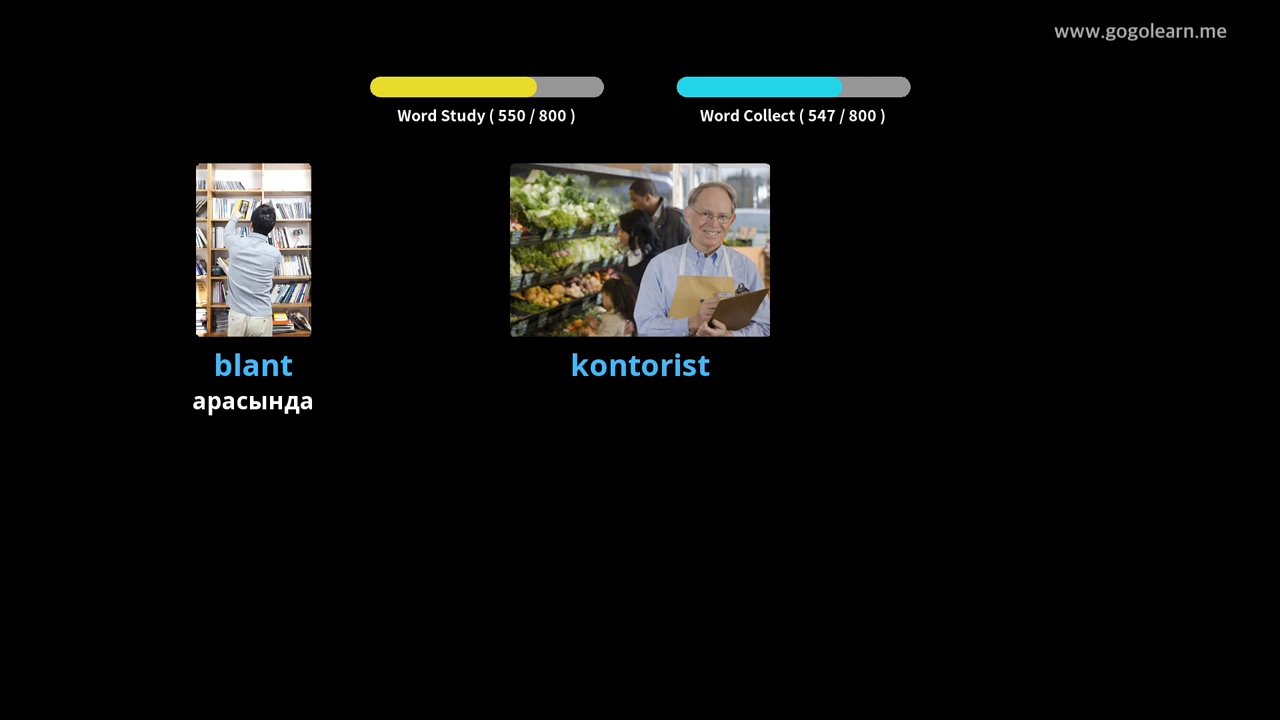 www.gogolearn.me
Word Study ( 550 / 800 )
Word Collect ( 547 / 800 )
blant
арасында
kontorist